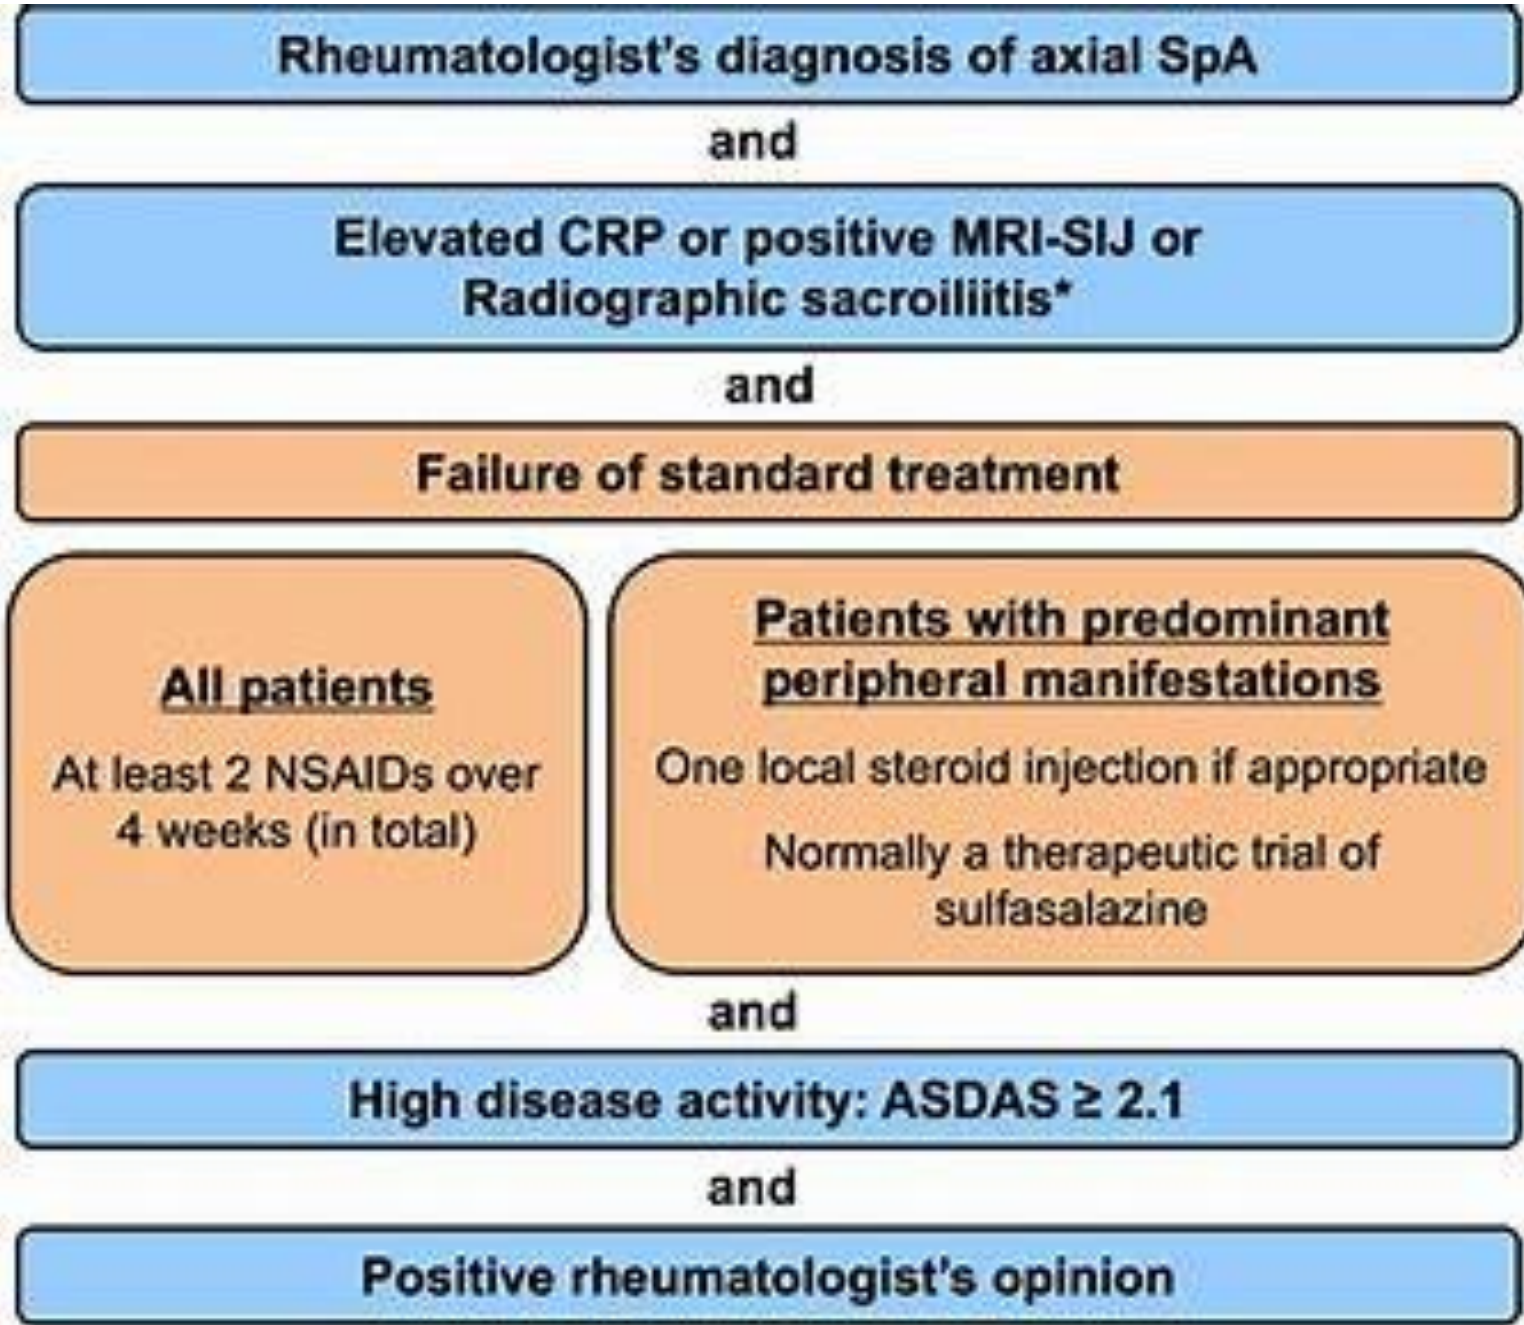 Rheumatologist's diagnosis of axial SpA
and
Elevated CRP or positive MRI-SIJ or
Radiographic sacroiliitis*
and
Failure of standard treatment
All patients
At least 2 NSAIDs over
4 weeks (in total)
Patients with predominant
peripheral manifestations
One local steroid injection if appropriate
Normally a therapeutic trial of
sulfasalazine
and
High disease activity: ASDAS ≥ 2.1
and
Positive rheumatologist's opinion